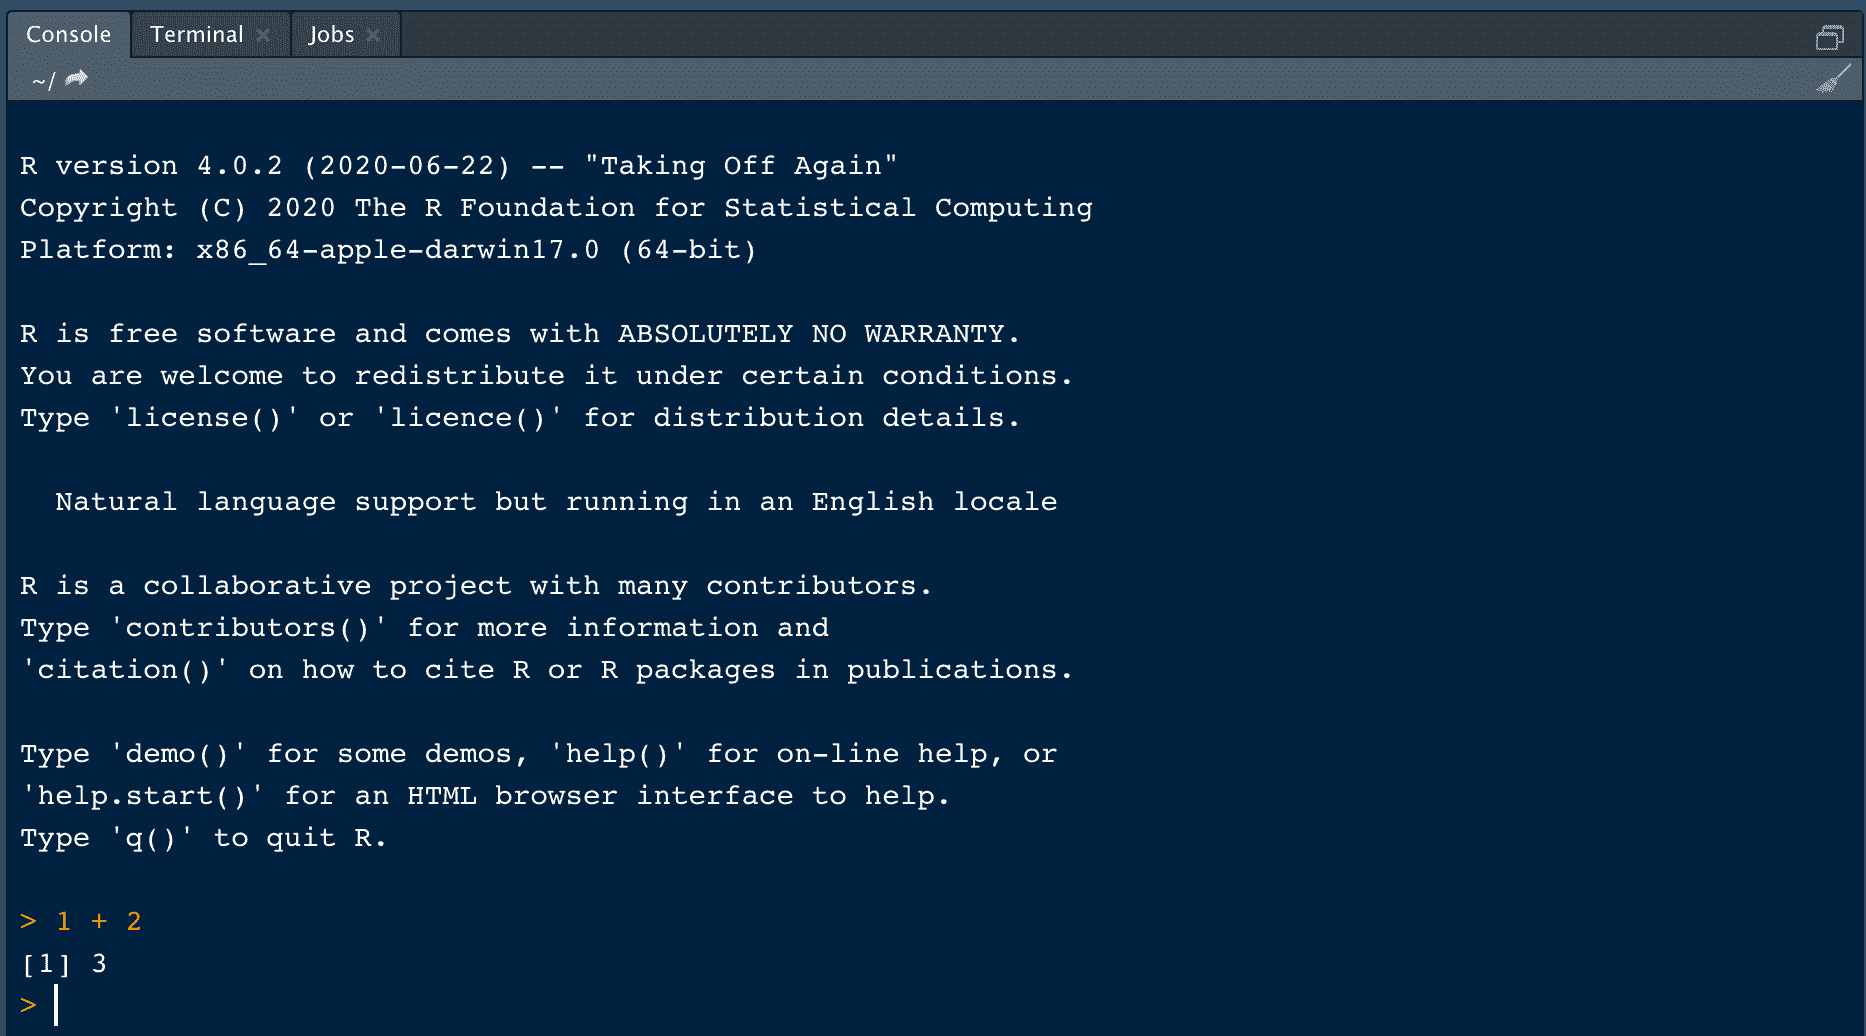 Console Terminal Jobs
~/
R version 4.0.2 (2020-06-22) -- "Taking Off Again"
Copyright (C) 2020 The R Foundation for Statistical Computing
Platform: x86_64-apple-darwin17.0 (64-bit)
R is free software and comes with ABSOLUTELY NO WARRANTY.
You are welcome to redistribute it under certain conditions.
Type 'license()' or 'licence()' for distribution details.
Natural language support but running in an English locale
R is a collaborative project with many contributors.
Type 'contributors()' for more information and
'citation()' on how to cite R or R packages in publications.
Type 'demo()' for some demos, 'help()' for on-line help, or
'help.start()' for an HTML browser interface to help.
Type 'q()' to quit R.
> 1 + 2
[1] 3
>